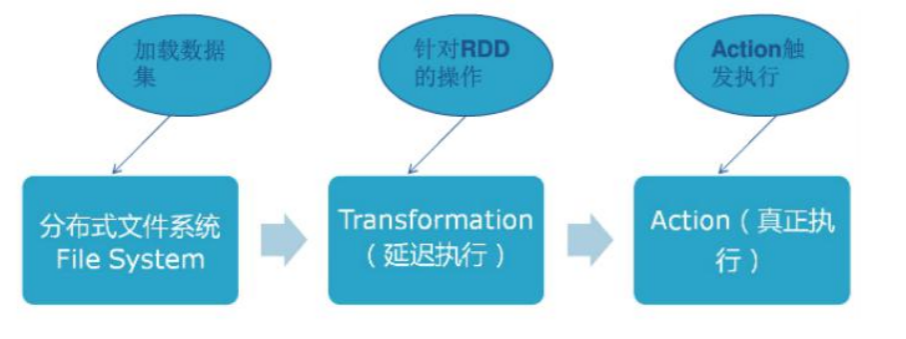 加载数据
集
针对RDD
的操作
Action触
发执行
分布式文件系统
File System
Transformation
（延迟执行）
Action（真正执
行）